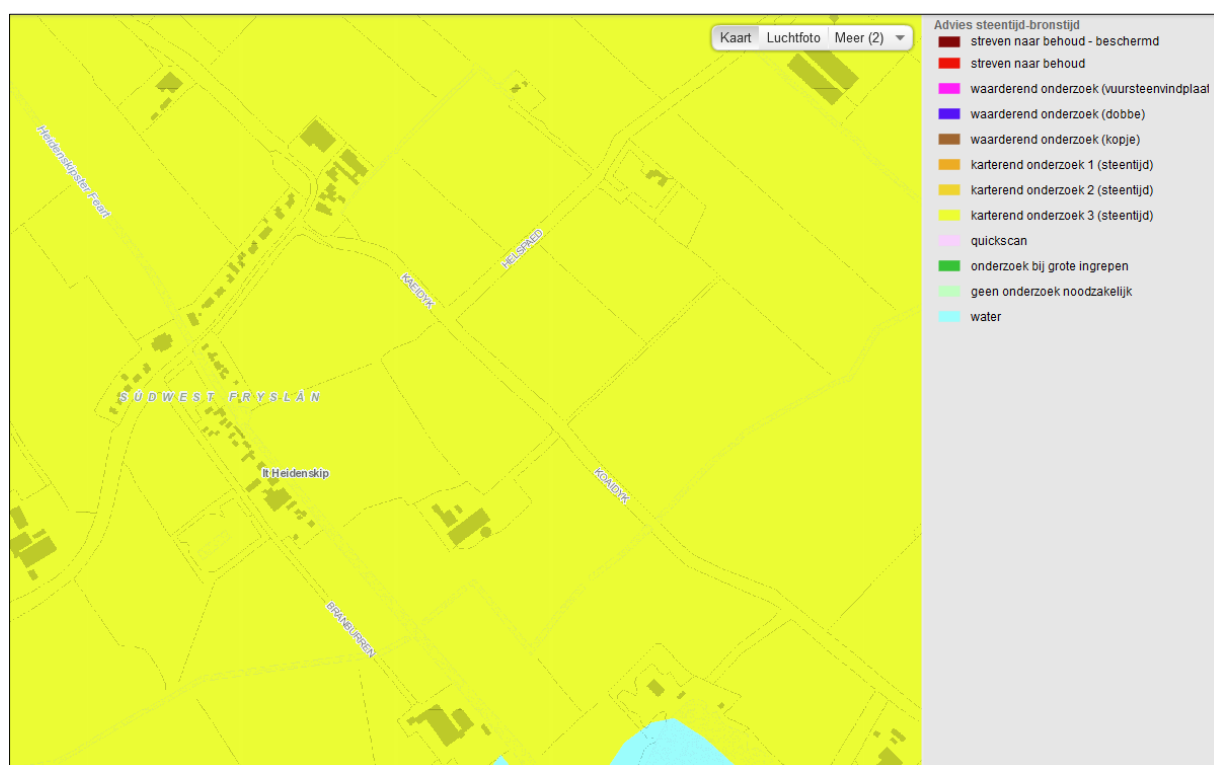 Kaart Luchtfoto Meer (2)
Heidenskipster Feart
HELSPAED
KAEIDYK
SÚDWEST FRYSLÂN
It Heidenskip
KOAIDYK
BRANBURREN
Advies steentijd-bronstijd
streven naar behoud - beschermd
streven naar behoud
waarderend onderzoek (vuursteenvindplaat
waarderend onderzoek (dobbe)
waarderend onderzoek (kopje)
karterend onderzoek 1 (steentijd)
karterend onderzoek 2 (steentijd)
karterend onderzoek 3 (steentijd)
quickscan
onderzoek bij grote ingrepen
geen onderzoek noodzakelijk
water